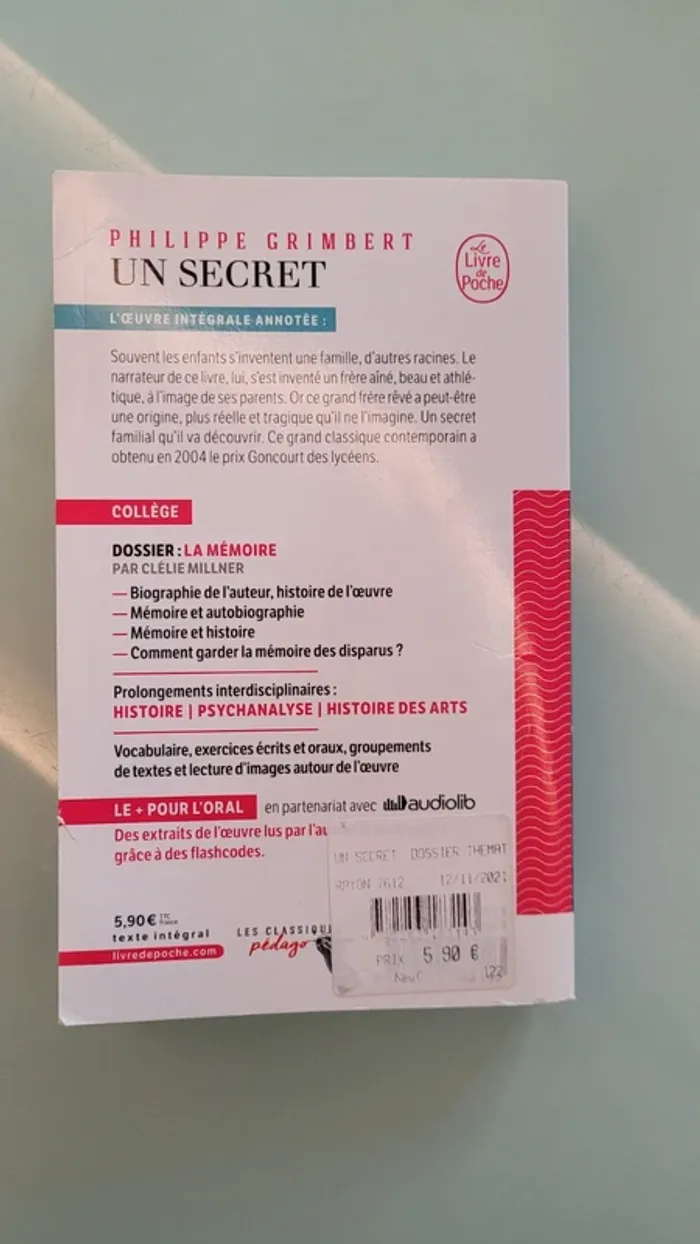 PHILIPPE GRIMBERT
UN SECRET
Le
Livre
de
Poche
L'ŒUVRE INTÉGRALE ANNOTÉE :
Souvent les enfants s'inventent une famille, d'autres racines. Le
narrateur de ce livre, lui, s'est inventé un frère aîné, beau et athlé-
tique, à l'image de ses parents. Or ce grand frère rêvé a peut-être
une origine, plus réelle et tragique qu'il ne l'imagine. Un secret
familial qu'il va découvrir. Ce grand classique contemporain a
obtenu en 2004 le prix Goncourt des lycéens.
COLLÈGE
DOSSIER : LA MÉMOIRE
PAR CLÉLIE MILLNER
— Biographie de l'auteur, histoire de l'œuvre
— Mémoire et autobiographie
— Mémoire et histoire
— Comment garder la mémoire des disparus ?
Prolongements interdisciplinaires :
HISTOIRE | PSYCHANALYSE | HISTOIRE DES ARTS
Vocabulaire, exercices écrits et oraux, groupements
de textes et lecture d'images autour de l'œuvre
LE + POUR L'ORAL en partenariat avec audiolib
Des extraits de l'œuvre lus par l'au
grâce à des flashcodes.
UN SECRET DOSSIER THEMAT
RAYON 7612 12/11/2021
PRIX 5.90 €
Neuf
5,90 € TTC France
texte intégral
livredepoche.com
LES CLASSIQU
pédago